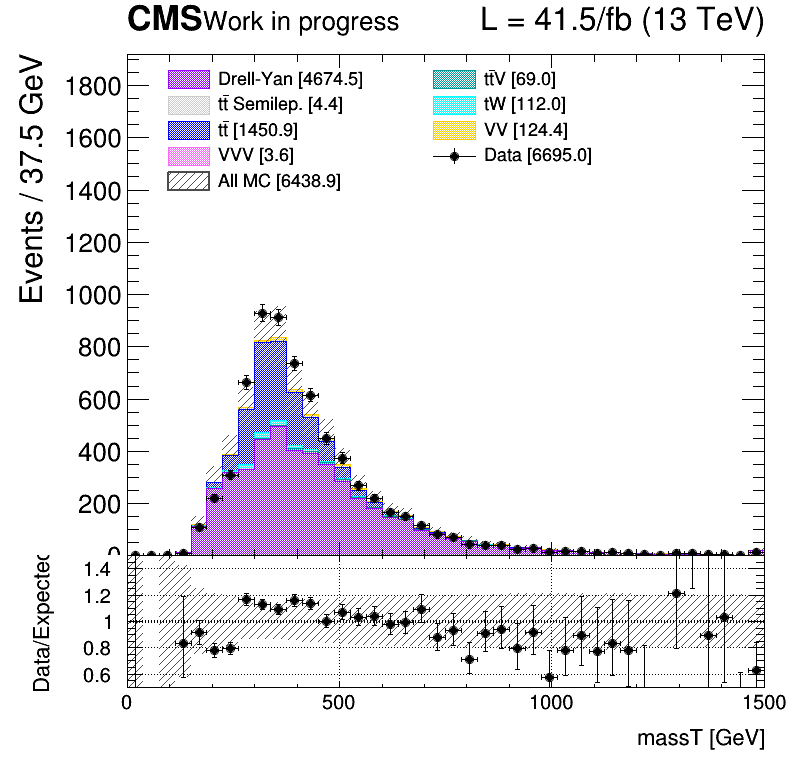 CMS Work in progress L = 41.5/fb (13 TeV)
Events / 37.5 GeV
1800
1600
1400
1200
1000
800
600
400
200
0
Drell-Yan [4674.5]
tt̄ Semilep. [4.4]
tt̄ [1450.9]
VVV [3.6]
All MC [6438.9]
tt̄V [69.0]
tW [112.0]
VV [124.4]
Data [6695.0]
Data/Expected
1.4
1.2
1
0.8
0.6
0 500 1000 1500
massT [GeV]